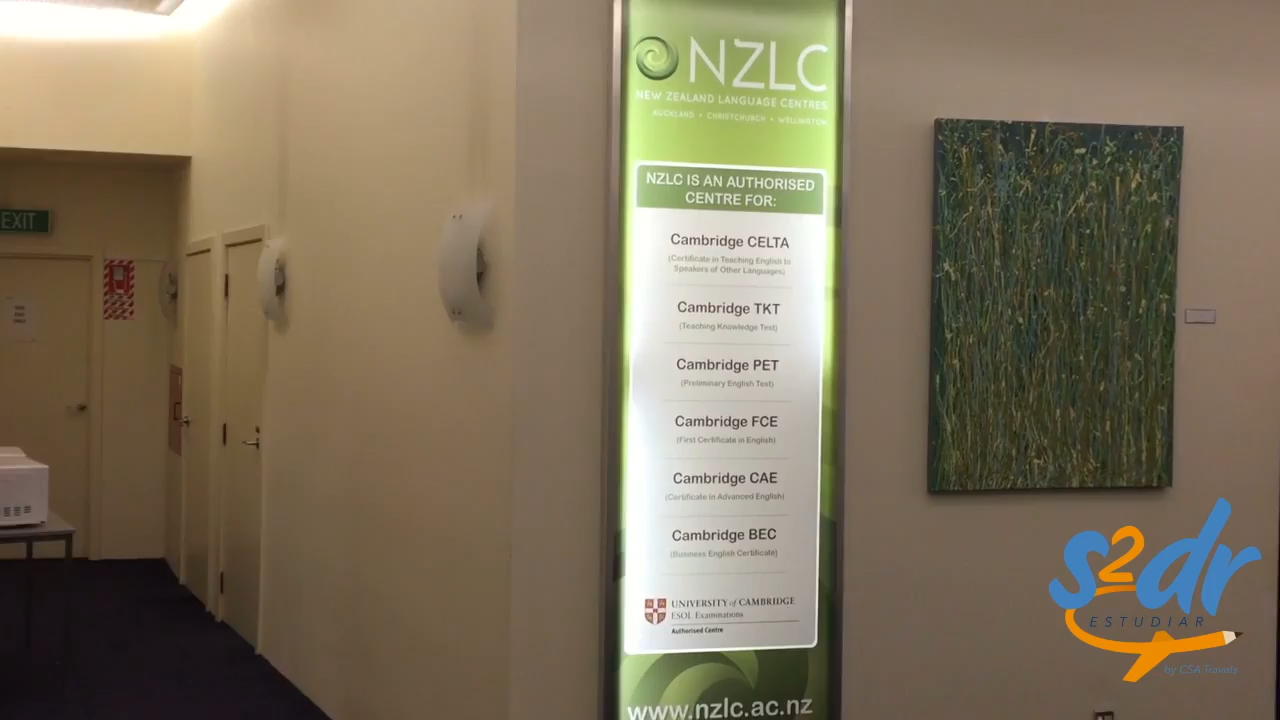 EXIT
NZLC
NEW ZEALAND LANGUAGE CENTRES
AUCKLAND • CHRISTCHURCH • WELLINGTON
NZLC IS AN AUTHORISED
CENTRE FOR:
Cambridge CELTA
(Certificate in Teaching English to
Speakers of Other Languages)
Cambridge TKT
(Teaching Knowledge Test)
Cambridge PET
(Preliminary English Test)
Cambridge FCE
(First Certificate in English)
Cambridge CAE
(Certificate in Advanced English)
Cambridge BEC
(Business English Certificate)
UNIVERSITY of CAMBRIDGE
ESOL Examinations
Authorised Centre
www.nzlc.ac.nz
s2dr
ESTUDIAR
by CSA Travels